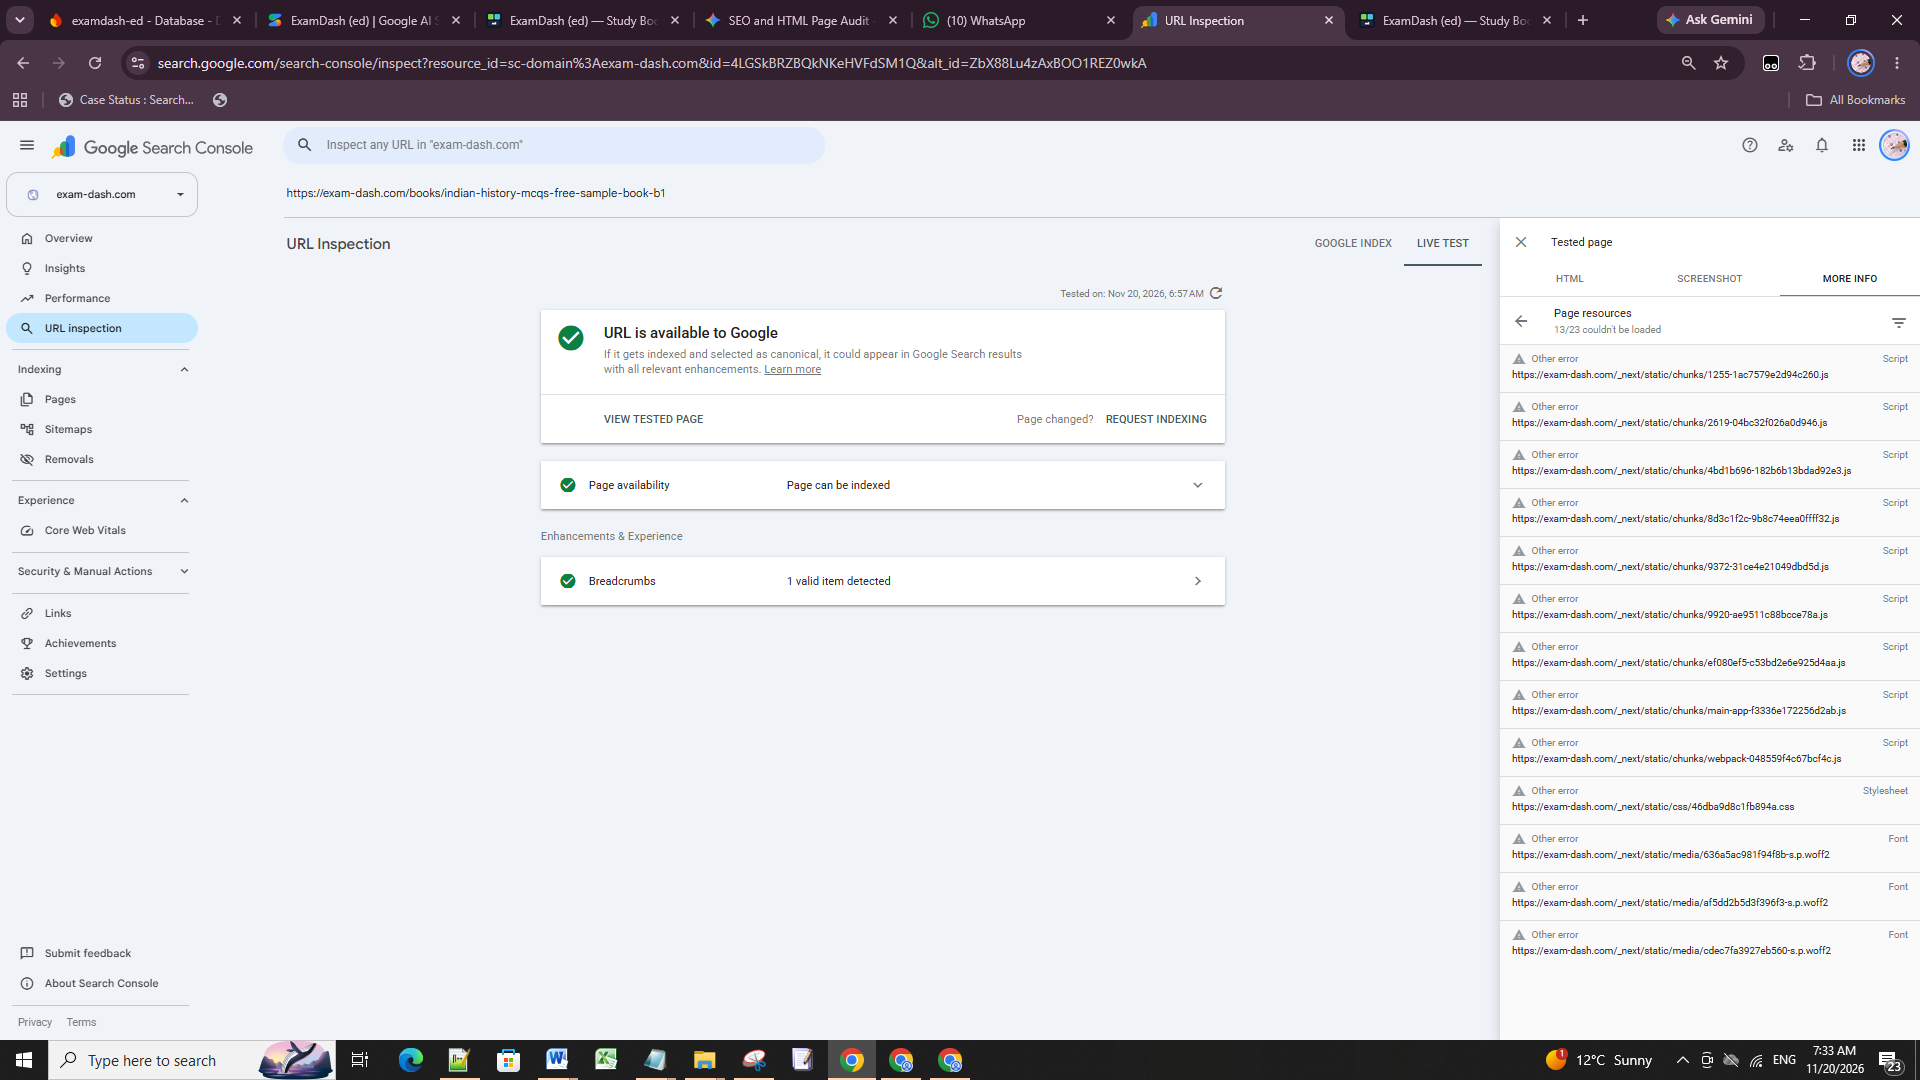 examdash-ed - Database -
ExamDash (ed) | Google AI S
ExamDash (ed) — Study Bo
SEO and HTML Page Audit
(10) WhatsApp
URL Inspection
ExamDash (ed) — Study Bo
Ask Gemini
search.google.com/search-console/inspect?resource_id=sc-domain%3Aexam-dash.com&id=4LGSkBRZBQkNKeHVFdSM1Q&alt_id=ZbX88Lu4zAxBOO1REZ0wkA
Case Status : Search...
All Bookmarks
Google Search Console
Inspect any URL in "exam-dash.com"
exam-dash.com
https://exam-dash.com/books/indian-history-mcqs-free-sample-book-b1
Overview
Insights
Performance
URL inspection
Indexing
Pages
Sitemaps
Removals
Experience
Core Web Vitals
Security & Manual Actions
Links
Achievements
Settings
Submit feedback
About Search Console
Privacy Terms
URL Inspection
GOOGLE INDEX
LIVE TEST
Tested on: Nov 20, 2026, 6:57 AM
URL is available to Google
If it gets indexed and selected as canonical, it could appear in Google Search results
with all relevant enhancements. Learn more
VIEW TESTED PAGE
Page changed? REQUEST INDEXING
Page availability
Page can be indexed
Enhancements & Experience
Breadcrumbs
1 valid item detected
Tested page
HTML
SCREENSHOT
MORE INFO
Page resources
13/23 couldn't be loaded
Other error Script
https://exam-dash.com/_next/static/chunks/1255-1ac7579e2d94c260.js
Other error Script
https://exam-dash.com/_next/static/chunks/2619-04bc32f026a0d946.js
Other error Script
https://exam-dash.com/_next/static/chunks/4bd1b696-182b6b13bdad92e3.js
Other error Script
https://exam-dash.com/_next/static/chunks/8d3c1f2c-9b8c74eea0ffff32.js
Other error Script
https://exam-dash.com/_next/static/chunks/9372-31ce4e21049dbd5d.js
Other error Script
https://exam-dash.com/_next/static/chunks/9920-ae9511c88bcce78a.js
Other error Script
https://exam-dash.com/_next/static/chunks/ef080ef5-c53bd2e6e925d4aa.js
Other error Script
https://exam-dash.com/_next/static/chunks/main-app-f3336e172256d2ab.js
Other error Script
https://exam-dash.com/_next/static/chunks/webpack-048559f4c67bcf4c.js
Other error Stylesheet
https://exam-dash.com/_next/static/css/46dba9d8c1fb894a.css
Other error Font
https://exam-dash.com/_next/static/media/636a5ac981f94f8b-s.p.woff2
Other error Font
https://exam-dash.com/_next/static/media/af5dd2b5d3f396f3-s.p.woff2
Other error Font
https://exam-dash.com/_next/static/media/cdec7fa3927eb560-s.p.woff2
Type here to search
1
12°C Sunny
ENG
7:33 AM
11/20/2026
23